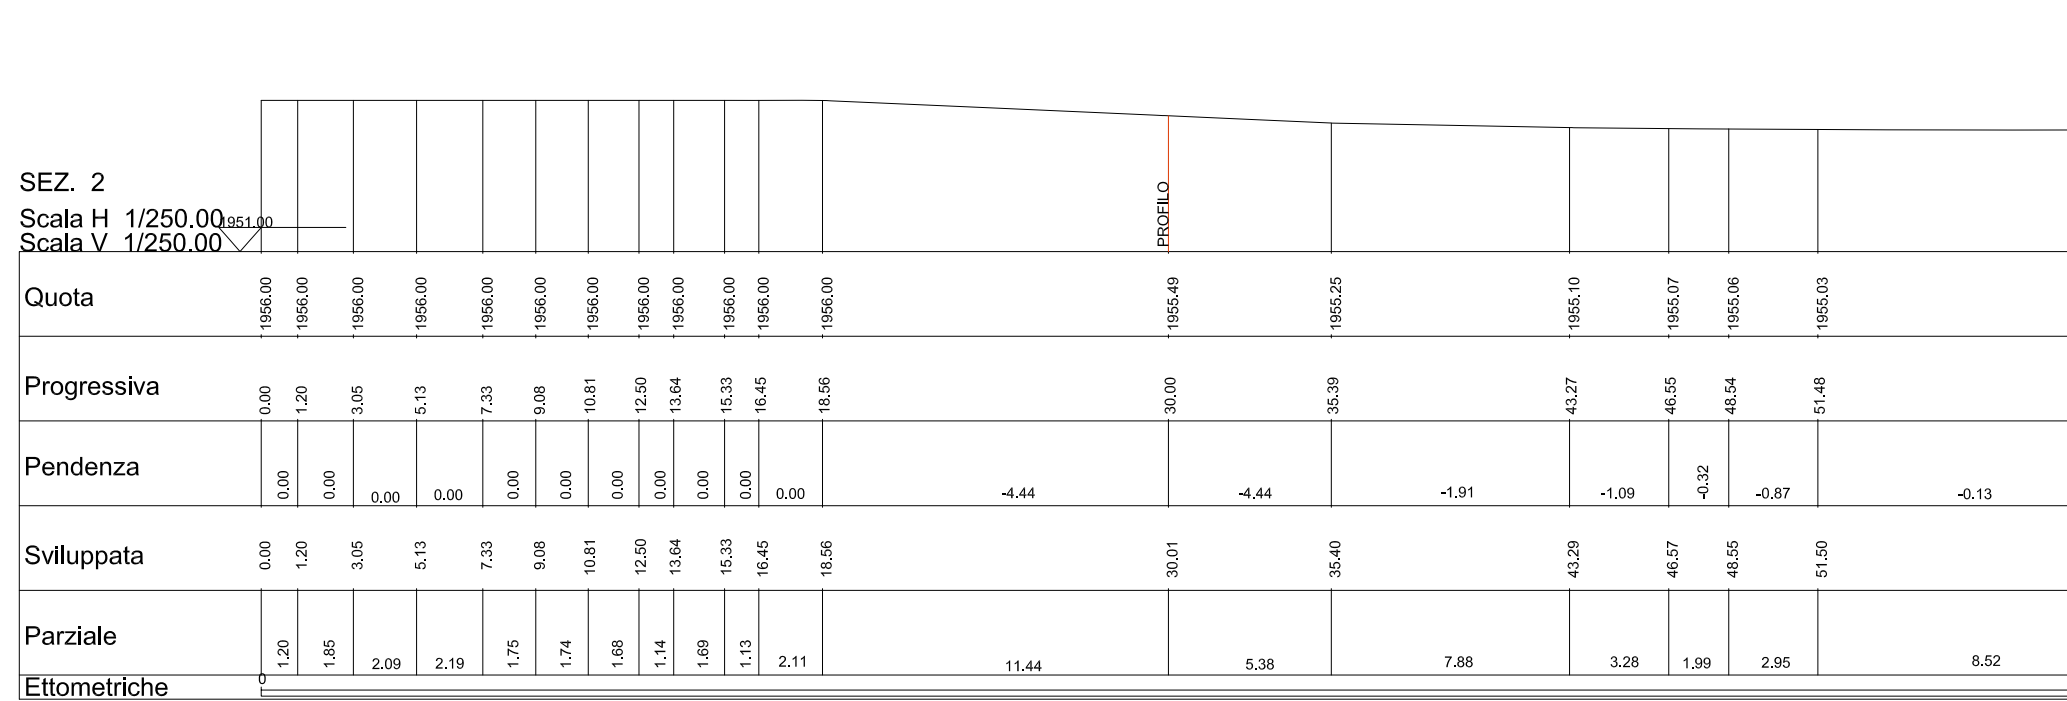 SEZ. 2
Scala H 1/250.00
1951.00
Scala V 1/250.00
PROFILO
Quota 1956.00 1956.00 1956.00 1956.00 1956.00 1956.00 1956.00 1956.00 1956.00 1956.00 1956.00 1956.00 1955.49 1955.25 1955.10 1955.07 1955.06 1955.03
Progressiva 0.00 1.20 3.05 5.13 7.33 9.08 10.81 12.50 13.64 15.33 16.45 18.56 30.00 35.39 43.27 46.55 48.54 51.48
Pendenza 0.00 0.00 0.00 0.00 0.00 0.00 0.00 0.00 0.00 0.00 0.00 -4.44 -4.44 -1.91 -1.09 -0.32 -0.87 -0.13
Sviluppata 0.00 1.20 3.05 5.13 7.33 9.08 10.81 12.50 13.64 15.33 16.45 18.56 30.01 35.40 43.29 46.57 48.55 51.50
Parziale 1.20 1.85 2.09 2.19 1.75 1.74 1.68 1.14 1.69 1.13 2.11 11.44 5.38 7.88 3.28 1.99 2.95 8.52
Ettometriche 0